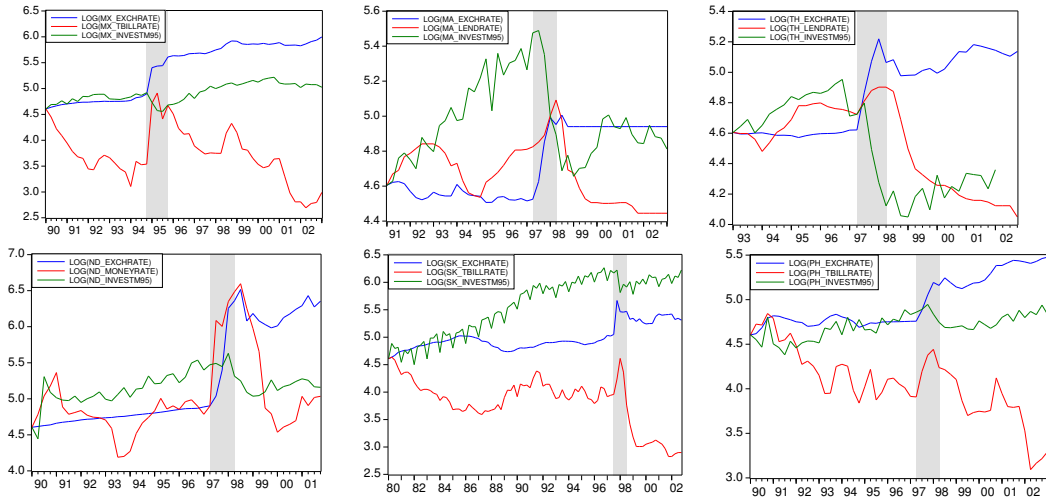 LOG(MX_EXCHRATE)
LOG(MX_TBILLRATE)
LOG(MX_INVESTM95)
6.5
6.0
5.5
5.0
4.5
4.0
3.5
3.0
2.5
90 91 92 93 94 95 96 97 98 99 00 01 02
LOG(MA_EXCHRATE)
LOG(MA_LENDRATE)
LOG(MA_INVESTM95)
5.6
5.2
4.8
4.4
91 92 93 94 95 96 97 98 99 00 01 02
LOG(TH_EXCHRATE)
LOG(TH_LENDRATE)
LOG(TH_INVESTM95)
5.4
5.2
5.0
4.8
4.6
4.4
4.2
4.0
93 94 95 96 97 98 99 00 01 02
LOG(ND_EXCHRATE)
LOG(ND_MONEYRATE)
LOG(ND_INVESTM95)
7.0
6.5
6.0
5.5
5.0
4.5
4.0
90 91 92 93 94 95 96 97 98 99 00 01
LOG(SK_EXCHRATE)
LOG(SK_TBILLRATE)
LOG(SK_INVESTM95)
6.5
6.0
5.5
5.0
4.5
4.0
3.5
3.0
2.5
80 82 84 86 88 90 92 94 96 98 00 02
LOG(PH_EXCHRATE)
LOG(PH_TBILLRATE)
LOG(PH_INVESTM95)
5.5
5.0
4.5
4.0
3.5
3.0
90 91 92 93 94 95 96 97 98 99 00 01 02